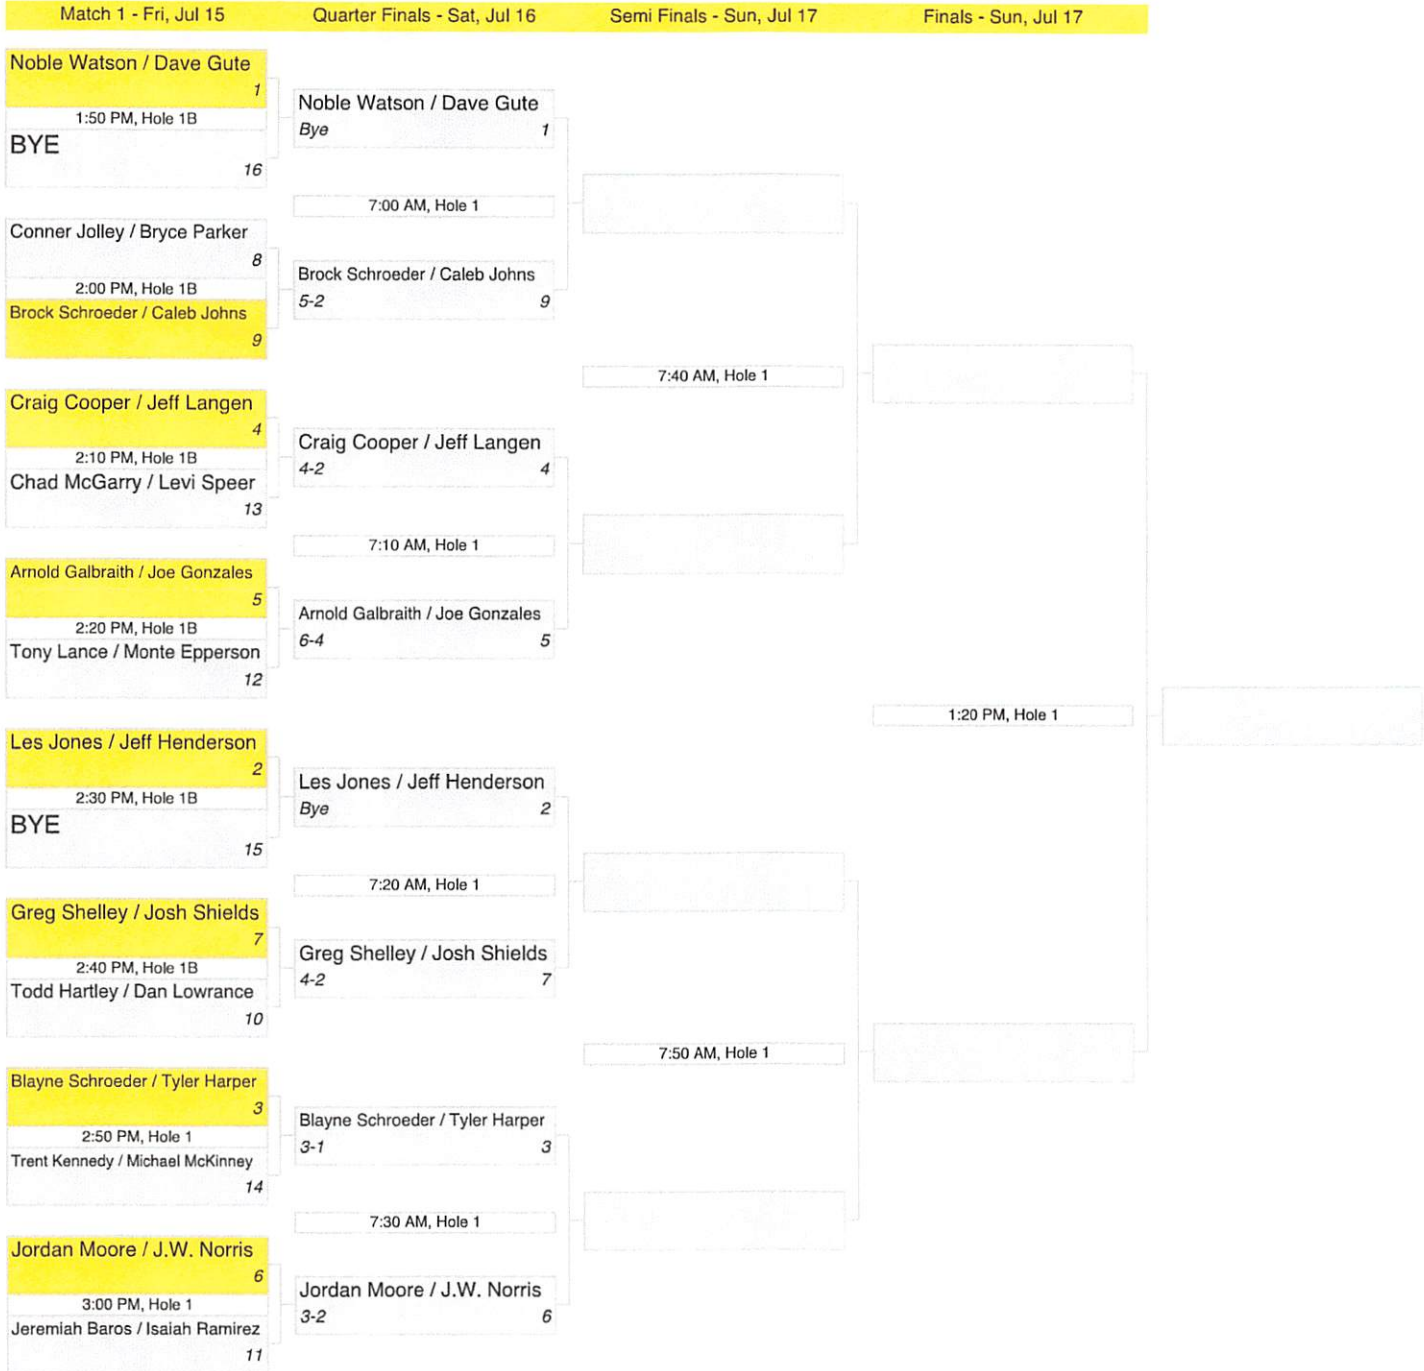 Match 1 - Fri, Jul 15
Quarter Finals - Sat, Jul 16
Semi Finals - Sun, Jul 17
Finals - Sun, Jul 17
Noble Watson / Dave Gute
1
1:50 PM, Hole 1B
BYE
16
Conner Jolley / Bryce Parker
8
2:00 PM, Hole 1B
Brock Schroeder / Caleb Johns
9
Craig Cooper / Jeff Langen
4
2:10 PM, Hole 1B
Chad McGarry / Levi Speer
13
Arnold Galbraith / Joe Gonzales
5
2:20 PM, Hole 1B
Tony Lance / Monte Epperson
12
Les Jones / Jeff Henderson
2
2:30 PM, Hole 1B
BYE
15
Greg Shelley / Josh Shields
7
2:40 PM, Hole 1B
Todd Hartley / Dan Lowrance
10
Blayne Schroeder / Tyler Harper
3
2:50 PM, Hole 1
Trent Kennedy / Michael McKinney
14
Jordan Moore / J.W. Norris
6
3:00 PM, Hole 1
Jeremiah Baros / Isaiah Ramirez
11
Noble Watson / Dave Gute
Bye 1
7:00 AM, Hole 1
Brock Schroeder / Caleb Johns
5-2 9
Craig Cooper / Jeff Langen
4-2 4
7:10 AM, Hole 1
Arnold Galbraith / Joe Gonzales
6-4 5
Les Jones / Jeff Henderson
Bye 2
7:20 AM, Hole 1
Greg Shelley / Josh Shields
4-2 7
Blayne Schroeder / Tyler Harper
3-1 3
7:30 AM, Hole 1
Jordan Moore / J.W. Norris
3-2 6
7:40 AM, Hole 1
7:50 AM, Hole 1
1:20 PM, Hole 1